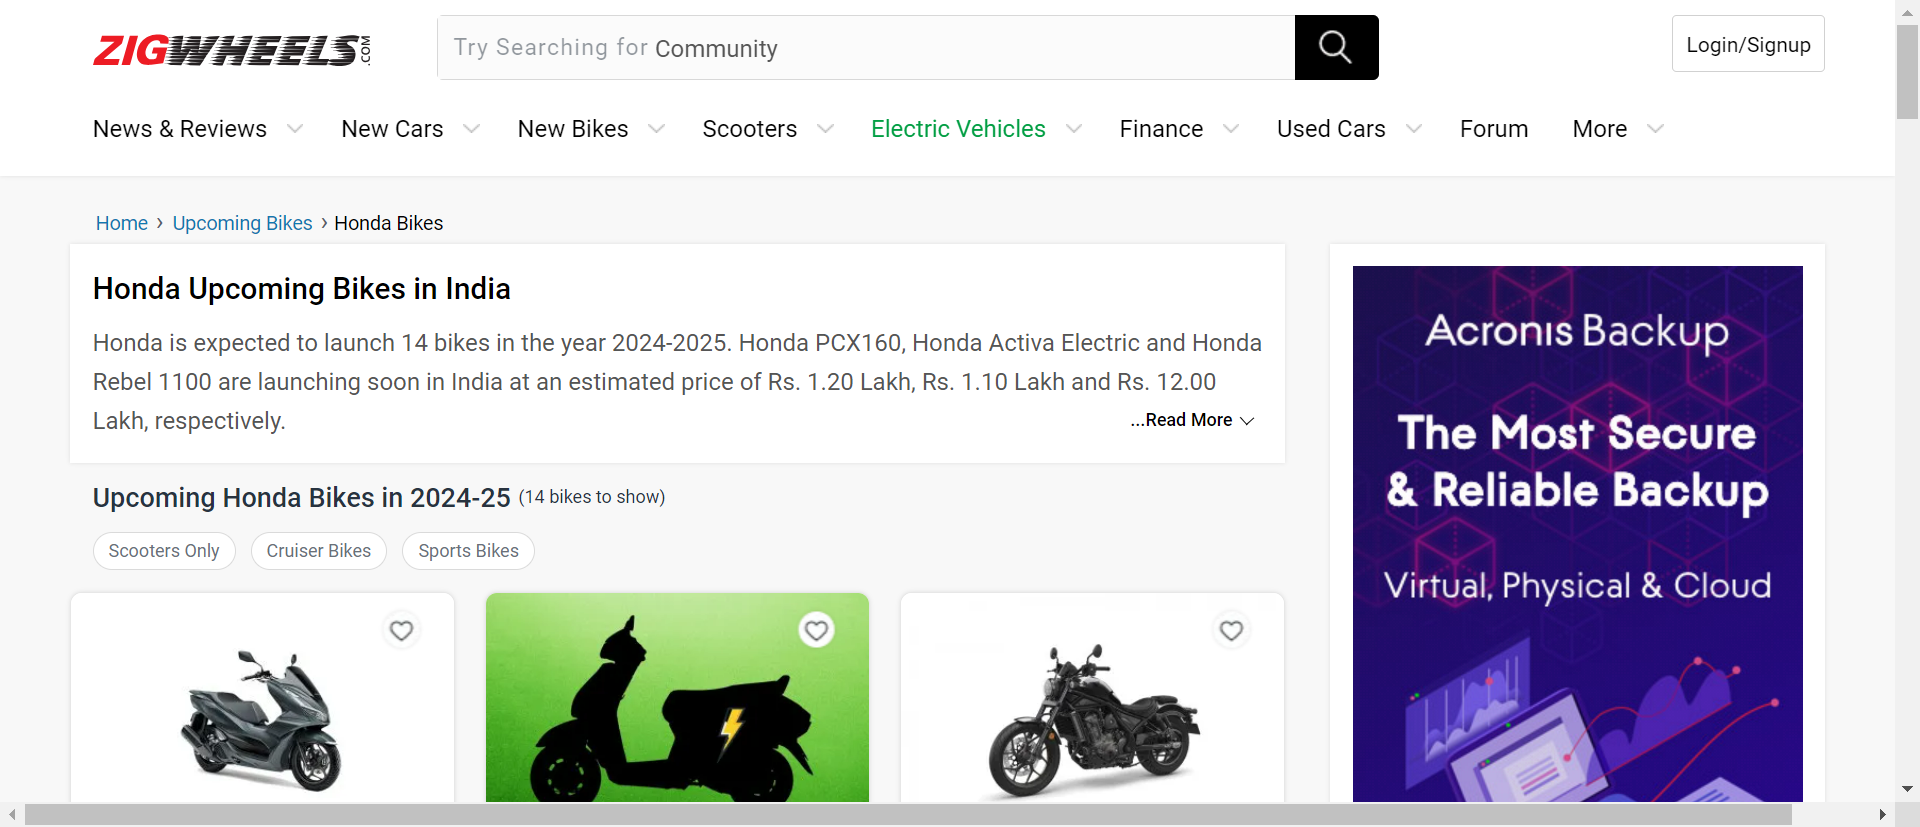 ZIGWHEELS.COM
Try Searching for Community
Login/Signup
News & Reviews New Cars New Bikes Scooters Electric Vehicles Finance Used Cars Forum More
Home › Upcoming Bikes › Honda Bikes
Honda Upcoming Bikes in India
Honda is expected to launch 14 bikes in the year 2024-2025. Honda PCX160, Honda Activa Electric and Honda
Rebel 1100 are launching soon in India at an estimated price of Rs. 1.20 Lakh, Rs. 1.10 Lakh and Rs. 12.00
Lakh, respectively.
...Read More
Upcoming Honda Bikes in 2024-25 (14 bikes to show)
Scooters Only Cruiser Bikes Sports Bikes
Acronis Backup
The Most Secure
& Reliable Backup
Virtual, Physical & Cloud